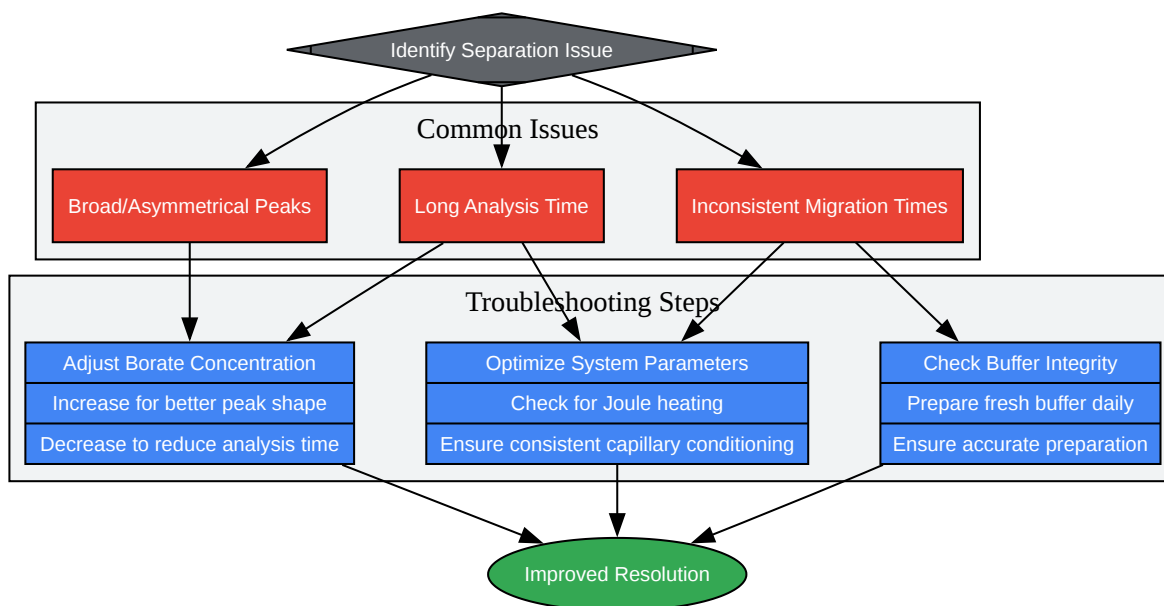 Identify Separation Issue
Common Issues
Broad/Asymmetrical Peaks
Long Analysis Time
Inconsistent Migration Times
Troubleshooting Steps
Adjust Borate Concentration
Increase for better peak shape
Decrease to reduce analysis time
Optimize System Parameters
Check for Joule heating
Ensure consistent capillary conditioning
Check Buffer Integrity
Prepare fresh buffer daily
Ensure accurate preparation
Improved Resolution